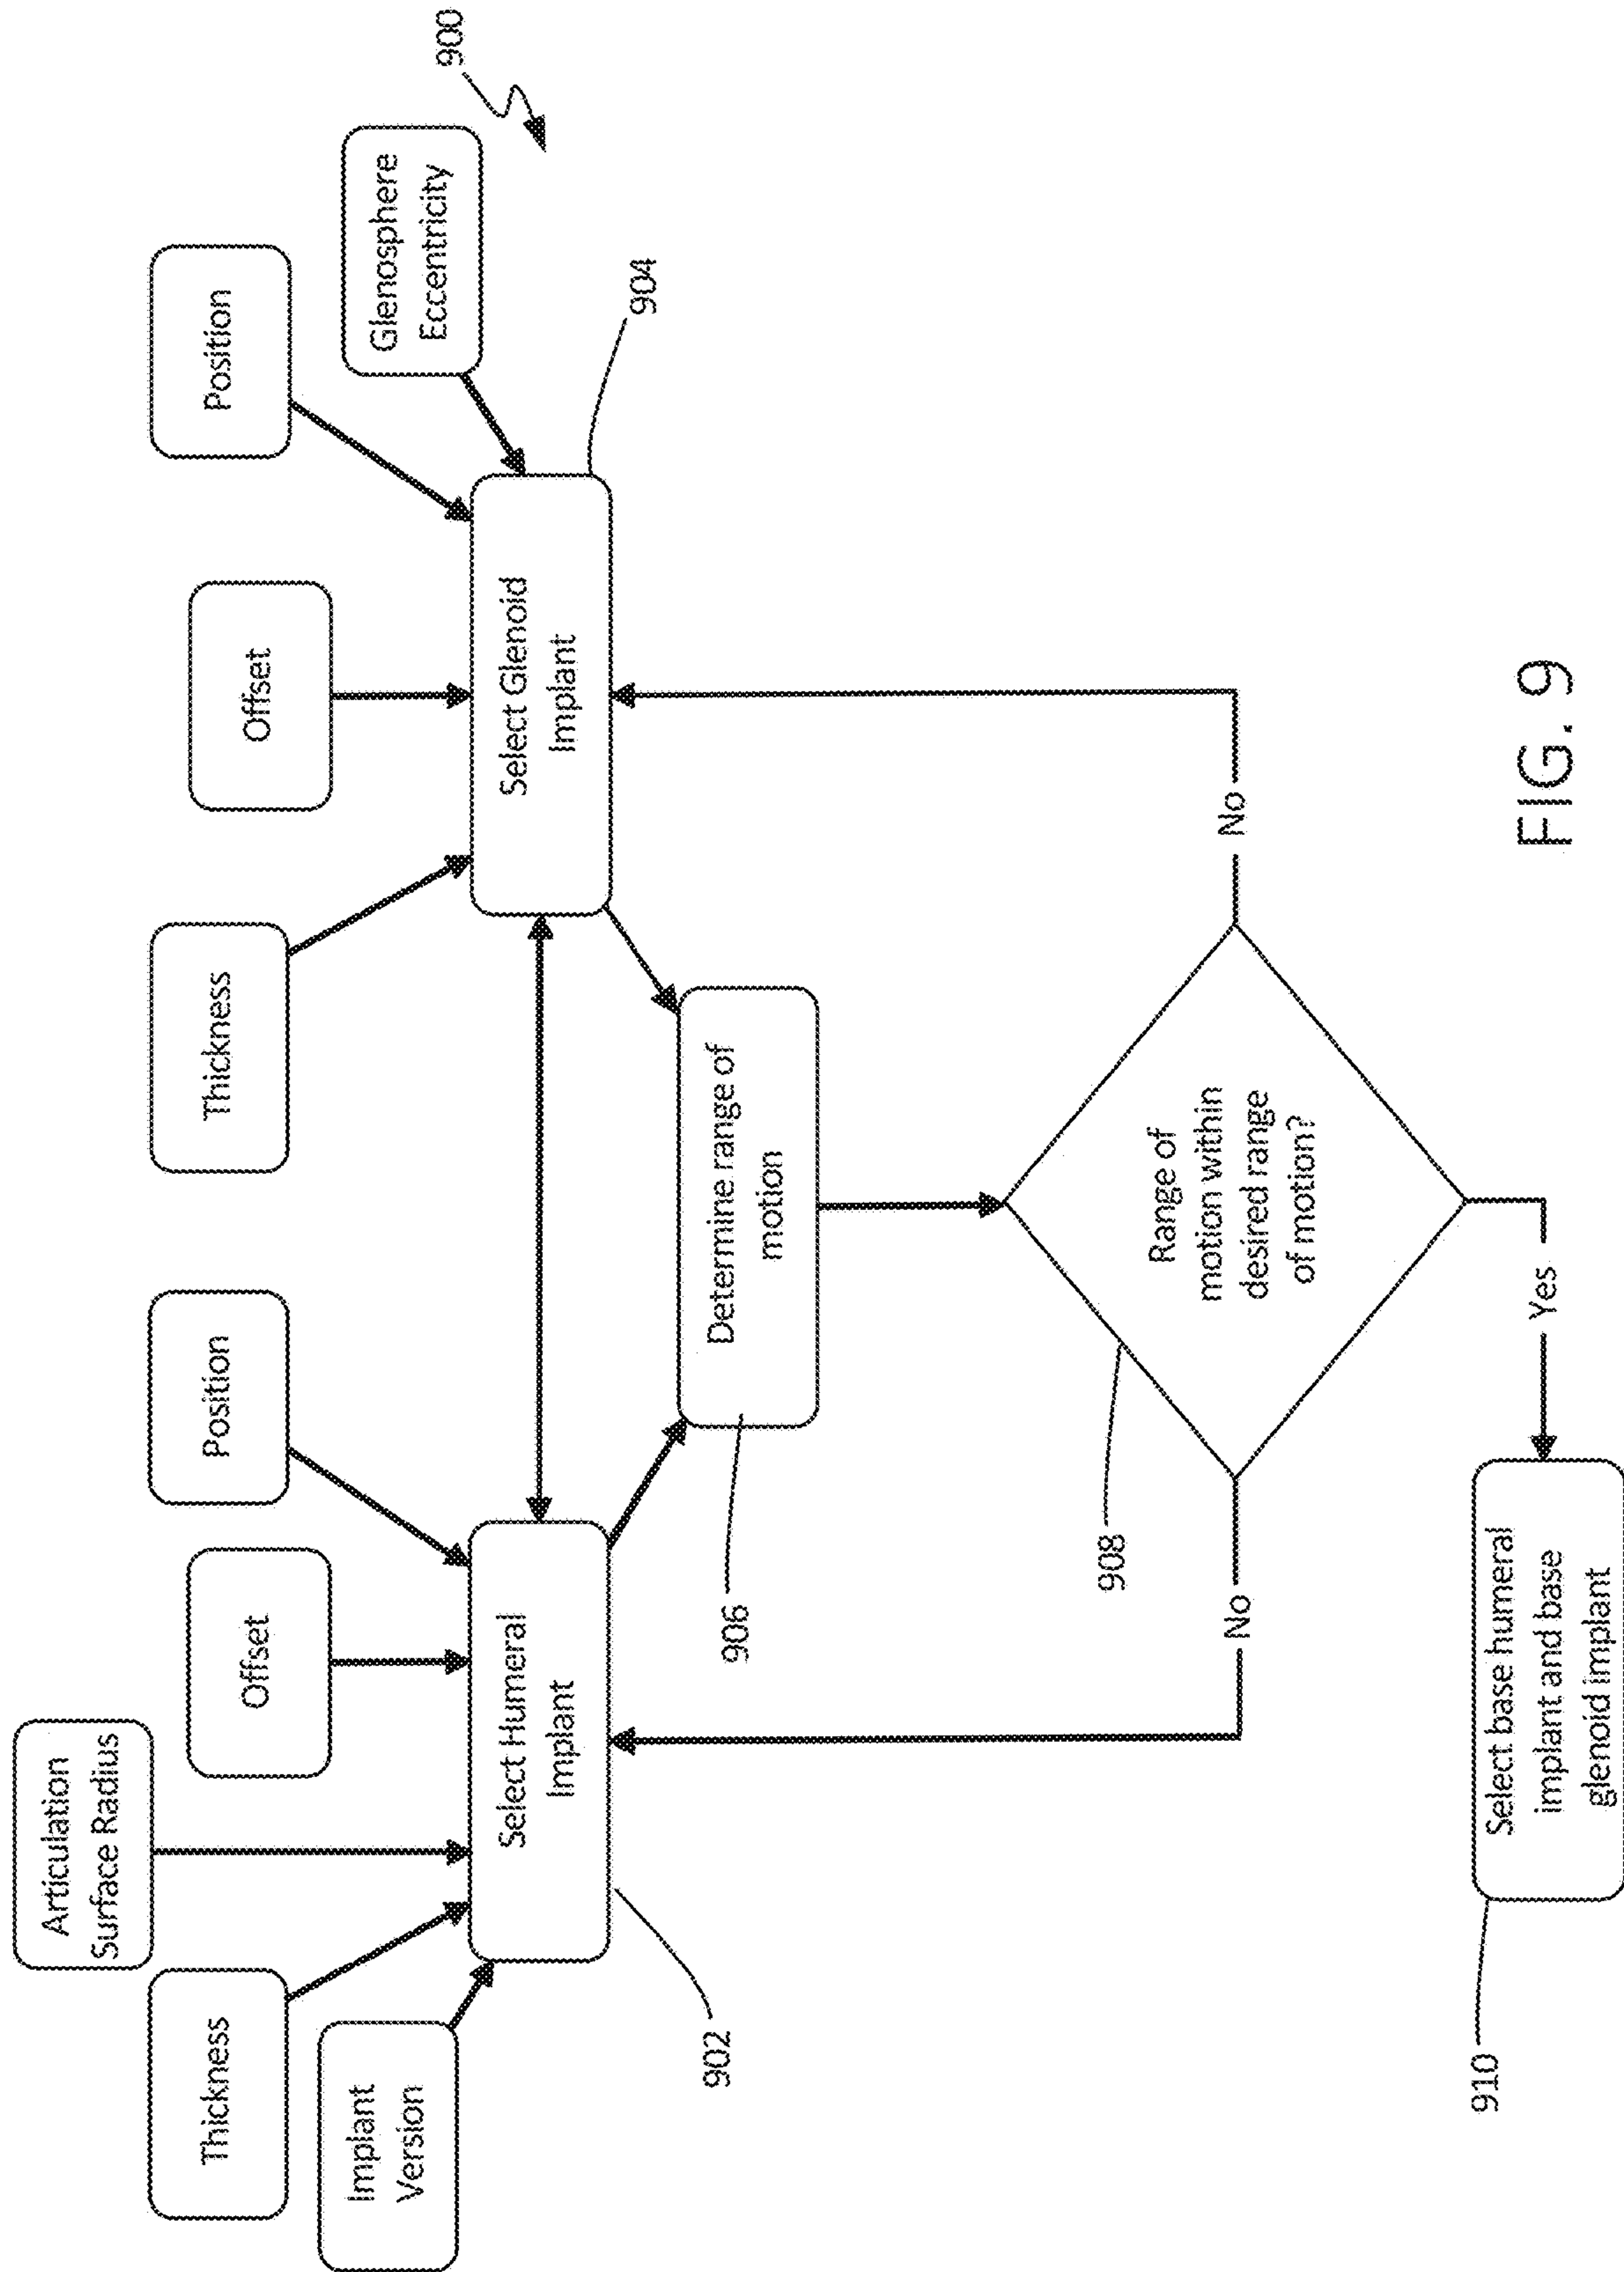 Articulation
Surface Radius
Thickness
Offset
Position
Thickness
Offset
Position
Implant
Version
Glenosphere
Eccentricity
900
Select Humeral
Implant
Select Glenoid
Implant
902
904
Determine range of
motion
906
Range of
motion within
desired range
of motion?
908
No
No
Yes
Select base humeral
implant and base
glenoid implant
910
FIG. 9